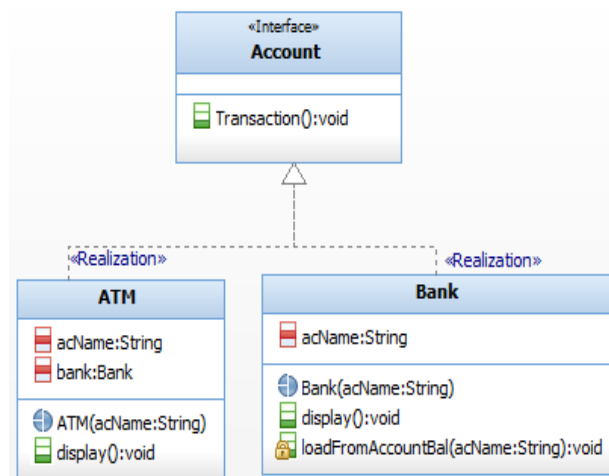 «Interface»
Account
Transaction():void
«Realization»
«Realization»
ATM
acName:String
bank:Bank
ATM(acName:String)
display():void
Bank
acName:String
Bank(acName:String)
display():void
loadFromAccountBal(acName:String):void